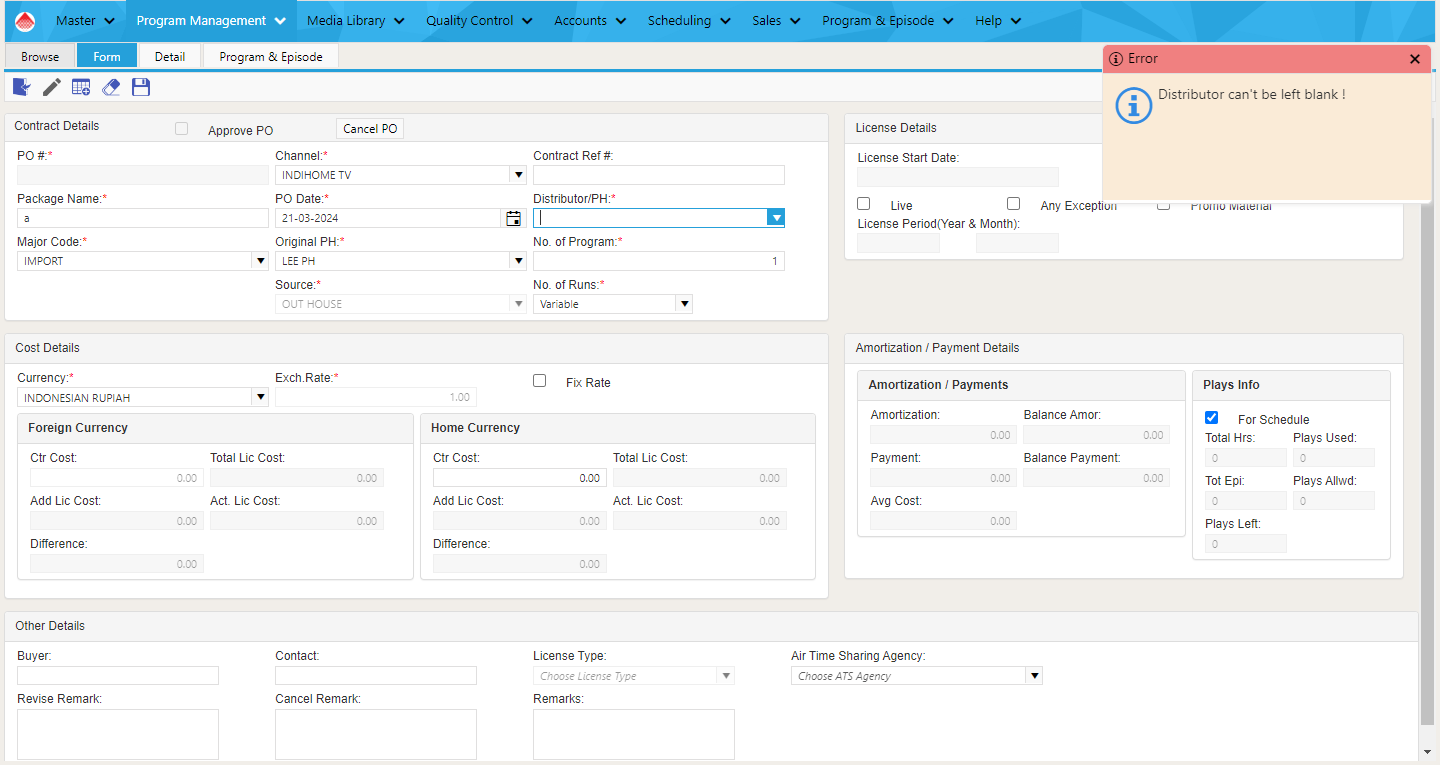 Master Program Management Media Library Quality Control Accounts Scheduling Sales Program & Episode Help
Browse Form Detail Program & Episode
Error
Distributor can't be left blank !
Contract Details Approve PO Cancel PO
PO #:* Channel:* Contract Ref #:
INDIHOME TV
Package Name:* PO Date:* Distributor/PH:*
a 21-03-2024
Major Code:* Original PH:* No. of Program:*
IMPORT LEE PH 1
Source:* No. of Runs:*
OUT HOUSE Variable
License Details
License Start Date:
Live Any Exception Promo Material
License Period(Year & Month):
Cost Details
Currency:* Exch.Rate:* Fix Rate
INDONESIAN RUPIAH 1.00
Foreign Currency
Ctr Cost: Total Lic Cost:
0.00 0.00
Add Lic Cost: Act. Lic Cost:
0.00 0.00
Difference:
0.00
Home Currency
Ctr Cost: Total Lic Cost:
0.00 0.00
Add Lic Cost: Act. Lic Cost:
0.00 0.00
Difference:
0.00
Amortization / Payment Details
Amortization / Payments
Amortization: Balance Amor:
0.00 0.00
Payment: Balance Payment:
0.00 0.00
Avg Cost:
0.00
Plays Info
For Schedule
Total Hrs: Plays Used:
0 0
Tot Epi: Plays Allwd:
0 0
Plays Left:
0
Other Details
Buyer: Contact: License Type: Air Time Sharing Agency:
Choose License Type Choose ATS Agency
Revise Remark: Cancel Remark: Remarks: